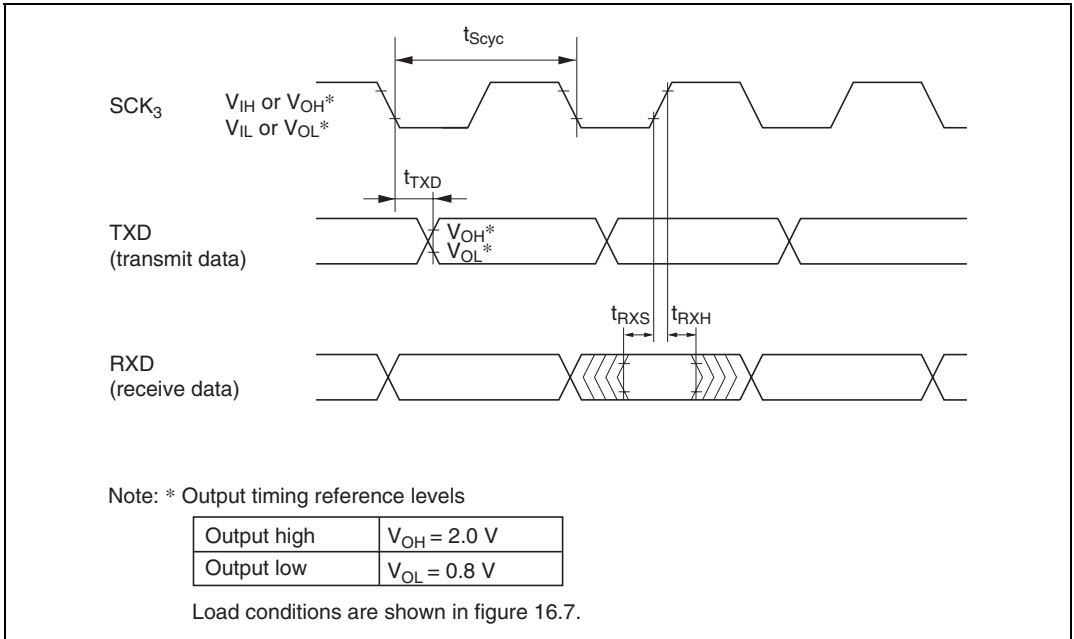 tScyc
SCK3
VIH or VOH*
VIL or VOL*
tTXD
TXD
(transmit data)
VOH*
VOL*
tRXS
tRXH
RXD
(receive data)
Note: * Output timing reference levels
Output high VOH = 2.0 V
Output low VOL = 0.8 V
Load conditions are shown in figure 16.7.